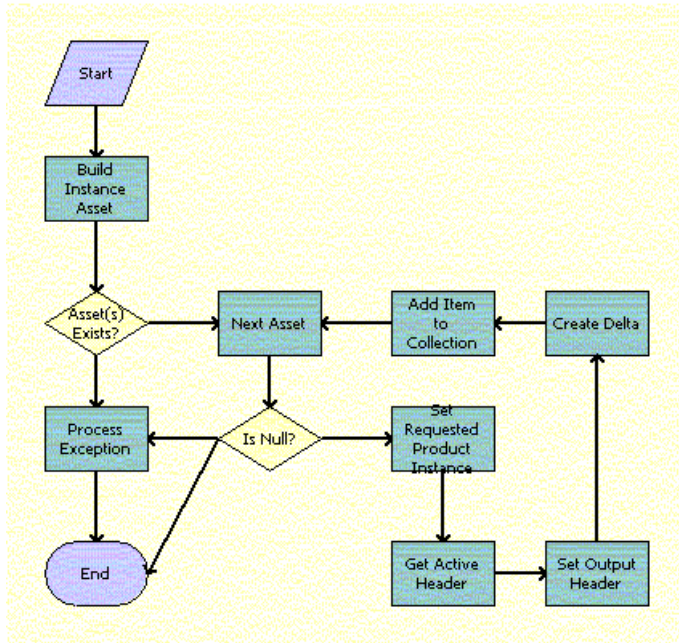 Start
Build
Instance
Asset
Asset(s)
Exists?
Next Asset
Add Item
to
Collection
Create Delta
Process
Exception
Is Null?
Set
Requested
Product
Instance
End
Get Active
Header
Set Output
Header